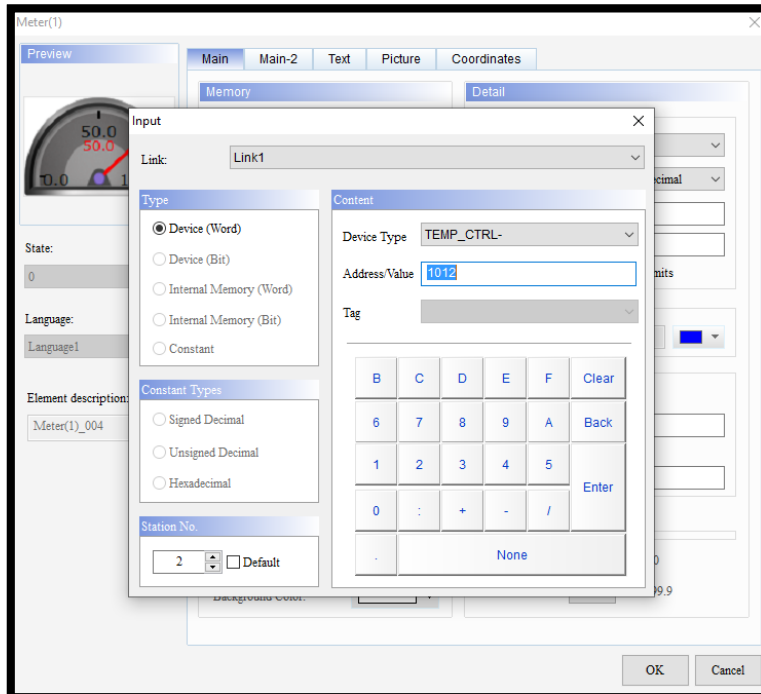 Meter(1)
Preview
Main
Main-2
Text
Picture
Coordinates
Memory
Detail
50.0
50.0
0.0
1
State:
0
Language:
Language1
Element description:
Meter(1)_004
Input
Link:
Link1
Type
Device (Word)
Device (Bit)
Internal Memory (Word)
Internal Memory (Bit)
Constant
Constant Types
Signed Decimal
Unsigned Decimal
Hexadecimal
Station No.
2
Default
Content
Device Type
TEMP_CTRL-
Address/Value
1012
Tag
B C D E F Clear
6 7 8 9 A Back
1 2 3 4 5
Enter
0 : + - /
. None
cimal
mits
Background Color:
0
99.9
OK
Cancel